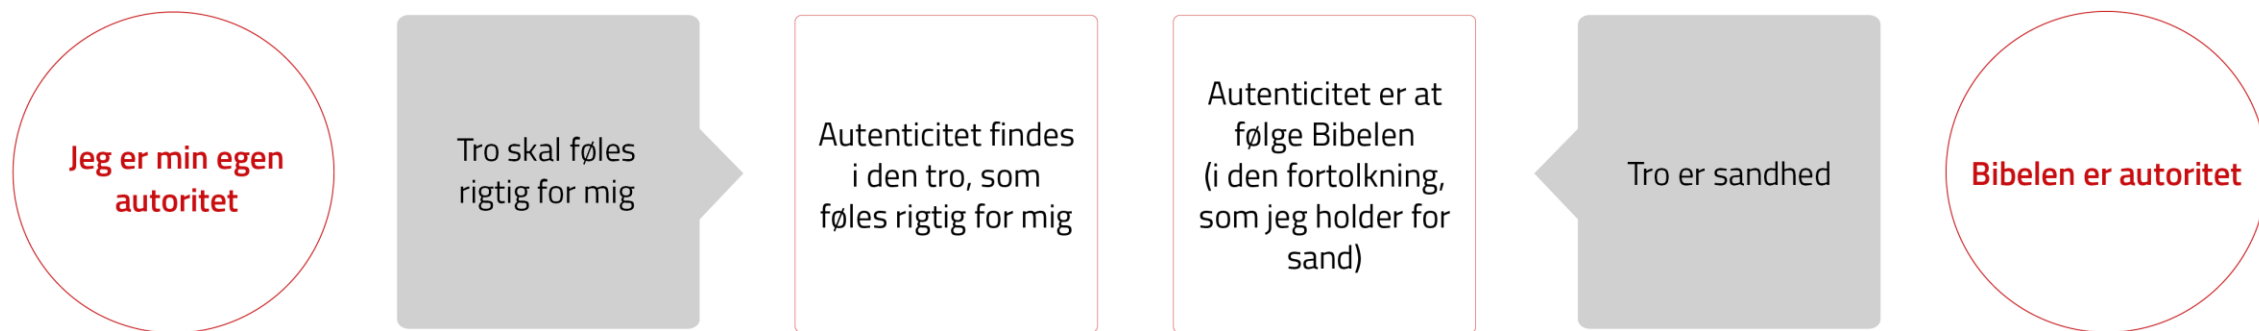 Jeg er min egen
autoritet
Tro skal føles
rigtig for mig
Autenticitet findes
i den tro, som
føles rigtig for mig
Autenticitet er at
følge Bibelen
(i den fortolkning,
som jeg holder for
sand)
Tro er sandhed
Bibelen er autoritet